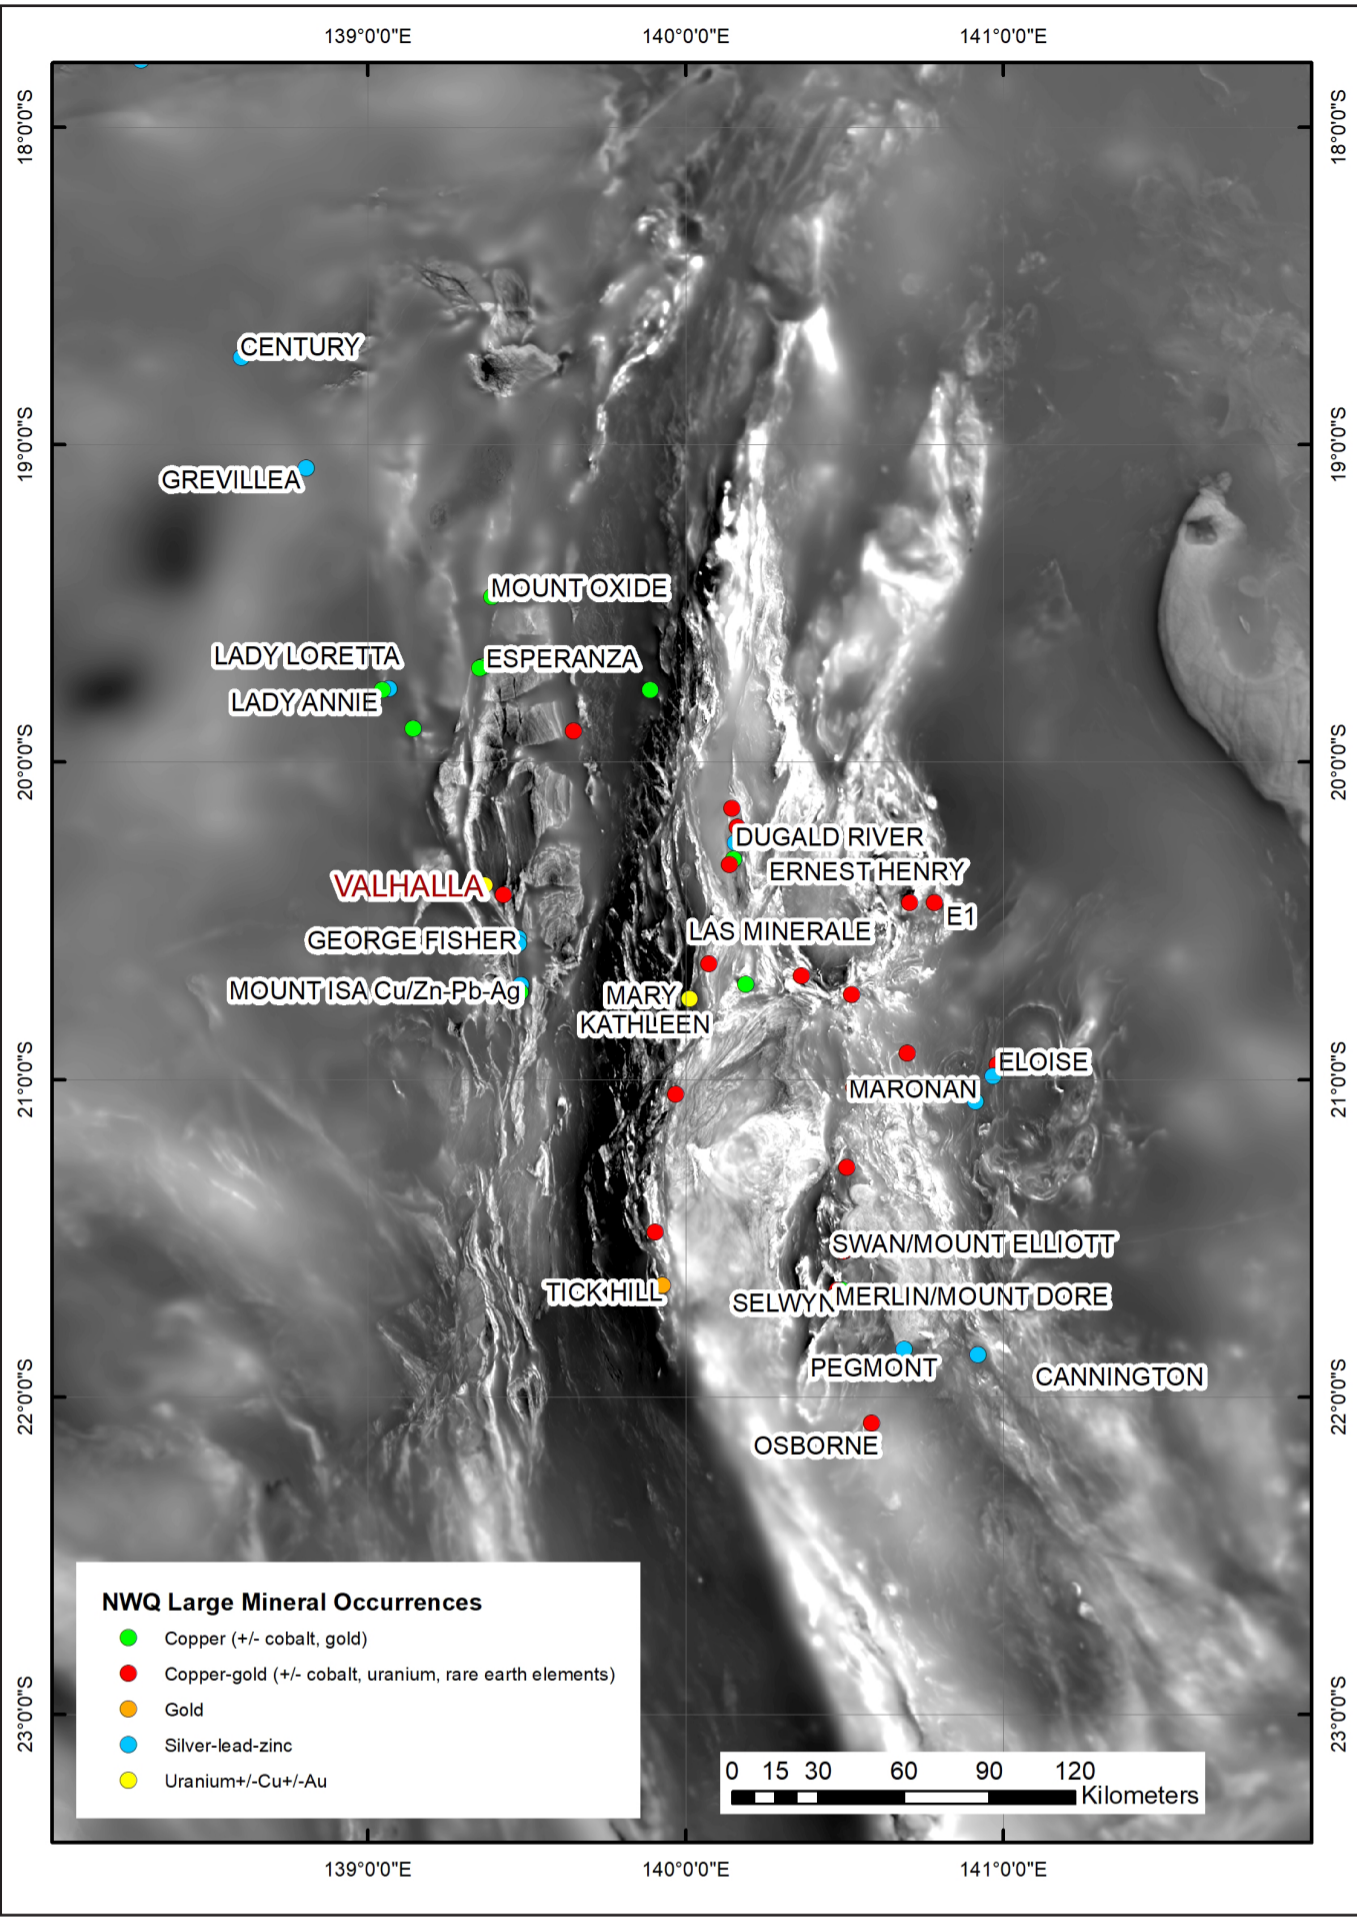 139°0'0"E
140°0'0"E
141°0'0"E
18°0'0"S
18°0'0"S
CENTURY
19°0'0"S
19°0'0"S
GREVILLEA
MOUNT OXIDE
LADY LORETTA
ESPERANZA
LADY ANNIE
20°0'0"S
20°0'0"S
DUGALD RIVER
ERNEST HENRY
VALHALLA
E1
LAS MINERALE
GEORGE FISHER
MOUNT ISA Cu/Zn-Pb-Ag
MARY
KATHLEEN
ELOISE
21°0'0"S
21°0'0"S
MARONAN
SWAN/MOUNT ELLIOTT
TICK HILL
SELWYN
MERLIN/MOUNT DORE
PEGMONT
CANNINGTON
22°0'0"S
22°0'0"S
OSBORNE
NWQ Large Mineral Occurrences
Copper (+/- cobalt, gold)
Copper-gold (+/- cobalt, uranium, rare earth elements)
Gold
Silver-lead-zinc
Uranium+/-Cu+/-Au
23°0'0"S
23°0'0"S
0 15 30 60 90 120
Kilometers
139°0'0"E
140°0'0"E
141°0'0"E